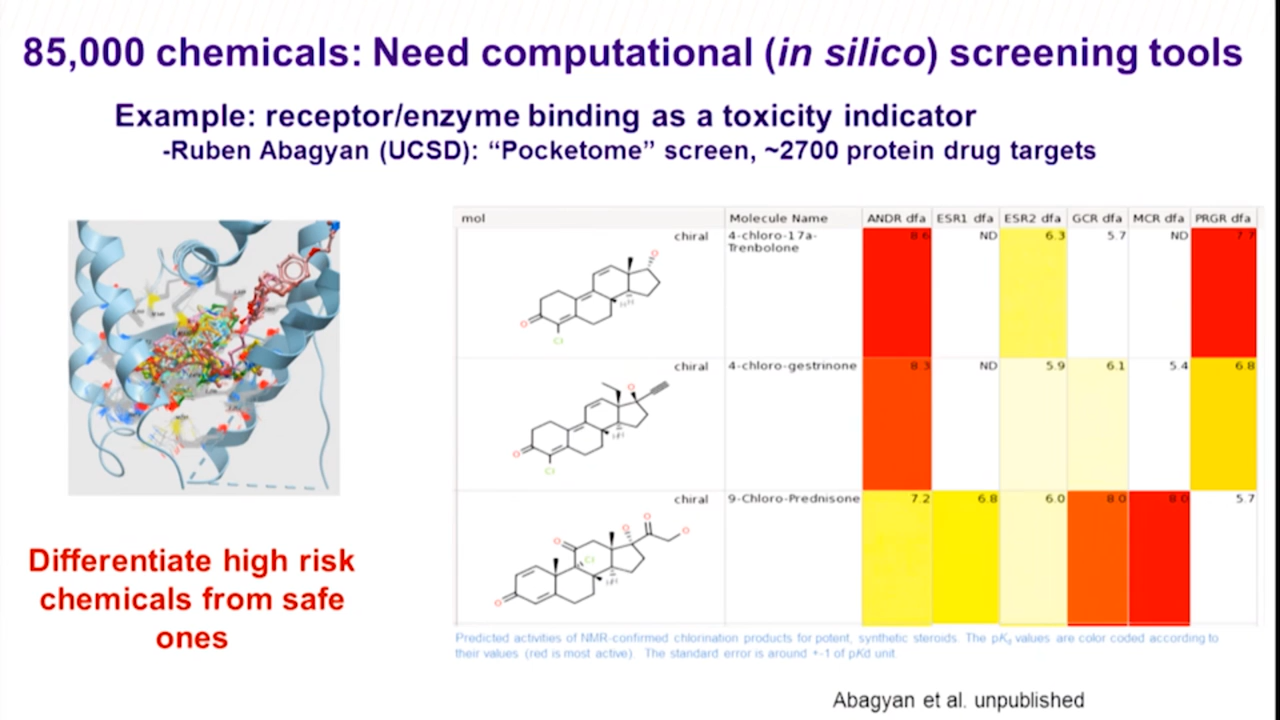 85,000 chemicals: Need computational (in silico) screening tools
Example: receptor/enzyme binding as a toxicity indicator
-Ruben Abagyan (UCSD): “Pocketome” screen, ~2700 protein drug targets
mol Molecule Name ANDR dfa ESR1 dfa ESR2 dfa GCR dfa MCR dfa PRGR dfa
chiral 4-chloro-17a-Trenbolone 8.6 ND 6.3 5.7 ND 7.7
O
H
O
Cl
chiral 4-chloro-gestrinone 8.3 ND 5.9 6.1 5.4 6.8
O
H
O
Cl
chiral 9-Chloro-Prednisone 7.2 6.8 6.0 8.0 8.0 5.7
O
O
O
O
Cl
H
O
Differentiate high risk
chemicals from safe
ones
Predicted activities of NMR-confirmed chlorination products for potent, synthetic steroids. The pKd values are color coded according to
their values (red is most active). The standard error is around +-1 of pKd unit
Abagyan et al. unpublished